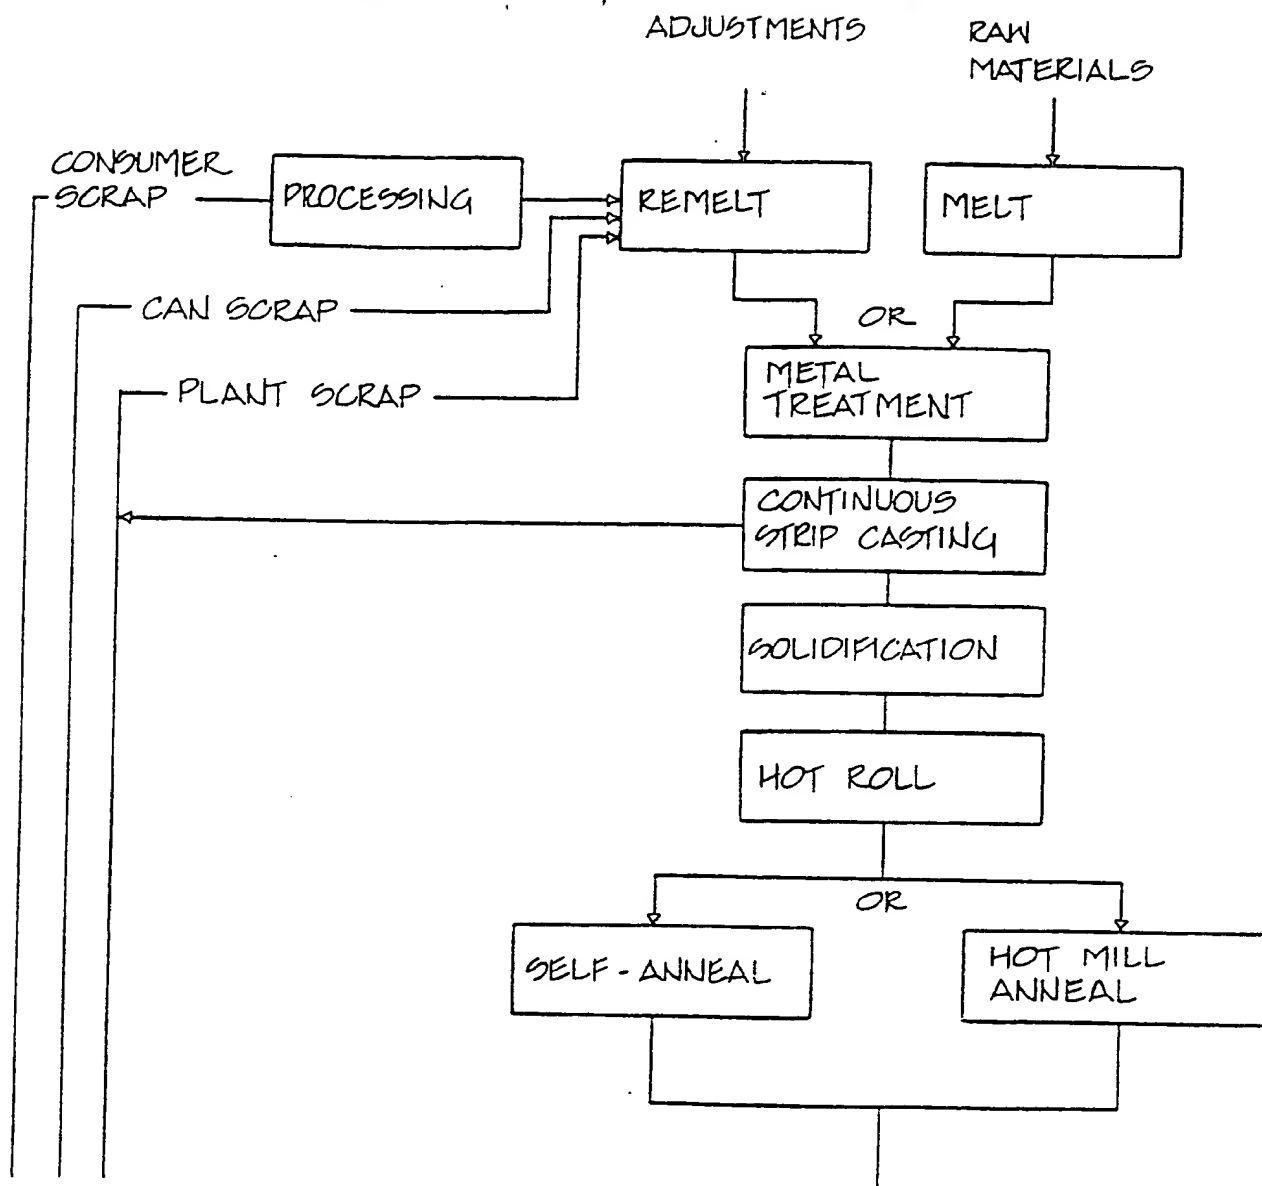 ADJUSTMENTS
RAW
MATERIALS
CONSUMER
SCRAP
PROCESSING
REMELT
MELT
CAN SCRAP
OR
PLANT SCRAP
METAL
TREATMENT
CONTINUOUS
STRIP CASTING
SOLIDIFICATION
HOT ROLL
OR
SELF-ANNEAL
HOT MILL
ANNEAL